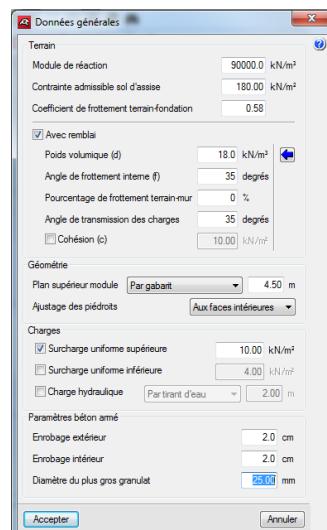 Données générales
Terrain
Module de réaction 90000.0 kN/m³
Contrainte admissible sol d'assise 180.00 kN/m²
Coefficient de frottement terrain-fondation 0.58
Avec remblai
Poids volumique (d) 18.0 kN/m³
Angle de frottement interne (f) 35 degrés
Pourcentage de frottement terrain-mur 0 %
Angle de transmission des charges 35 degrés
Cohésion (c) 10.00 kN/m²
Géométrie
Plan supérieur module Par gabarit 4.50 m
Ajustage des piédroits Aux faces intérieures
Charges
Surcharge uniforme supérieure 10.00 kN/m²
Surcharge uniforme inférieure 4.00 kN/m²
Charge hydraulique Par tirant d'eau 2.00 m
Paramètres béton armé
Enrobage extérieur 2.0 cm
Enrobage intérieur 2.0 cm
Diamètre du plus gros granulat 25.00 mm
Accepter Annuler